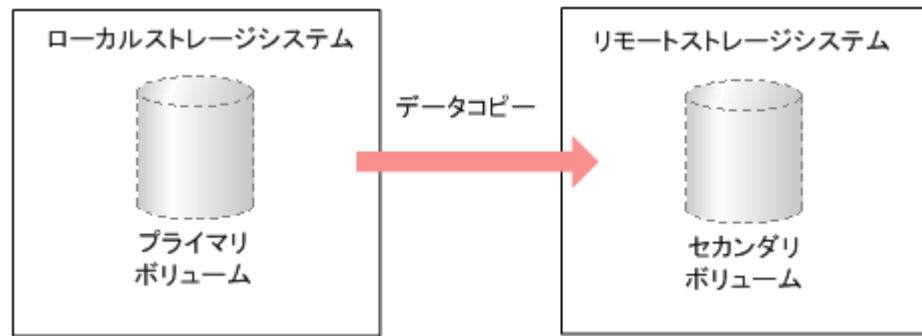 ローカルストレージシステム
リモートストレージシステム
データコピー
プライマリ
ボリューム
セカンダリ
ボリューム